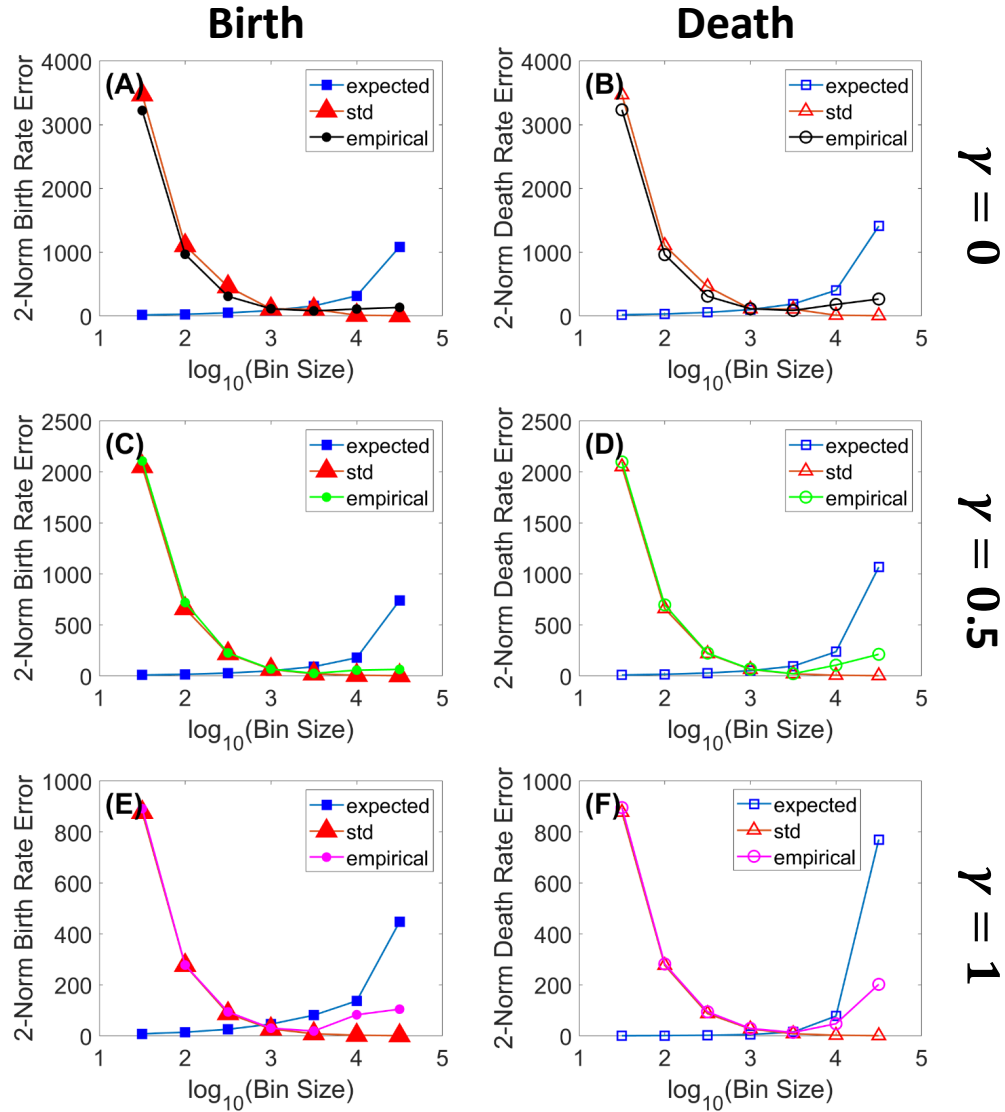 Birth
Death
(A)
expected
std
empirical
2-Norm Birth Rate Error
4000
3000
2000
1000
0
1 2 3 4 5
log10(Bin Size)
(B)
expected
std
empirical
2-Norm Death Rate Error
4000
3000
2000
1000
0
1 2 3 4 5
log10(Bin Size)
γ = 0
(C)
expected
std
empirical
2-Norm Birth Rate Error
2500
2000
1500
1000
500
0
1 2 3 4 5
log10(Bin Size)
(D)
expected
std
empirical
2-Norm Death Rate Error
2500
2000
1500
1000
500
0
1 2 3 4 5
log10(Bin Size)
γ = 0.5
(E)
expected
std
empirical
2-Norm Birth Rate Error
1000
800
600
400
200
0
1 2 3 4 5
log10(Bin Size)
(F)
expected
std
empirical
2-Norm Death Rate Error
1000
800
600
400
200
0
1 2 3 4 5
log10(Bin Size)
γ = 1